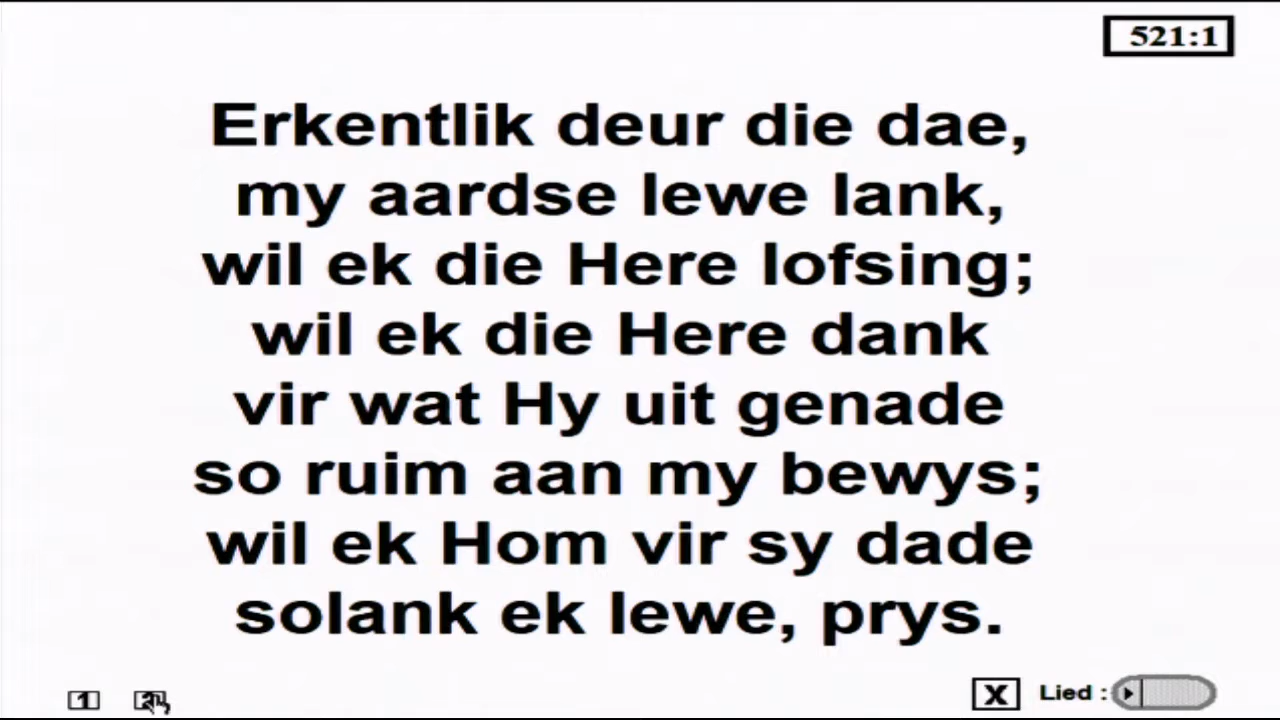 521:1
Erkentlik deur die dae,
my aardse lewe lank,
wil ek die Here lofsing;
wil ek die Here dank
vir wat Hy uit genade
so ruim aan my bewys;
wil ek Hom vir sy dade
solank ek lewe, prys.
1 2 X Lied :